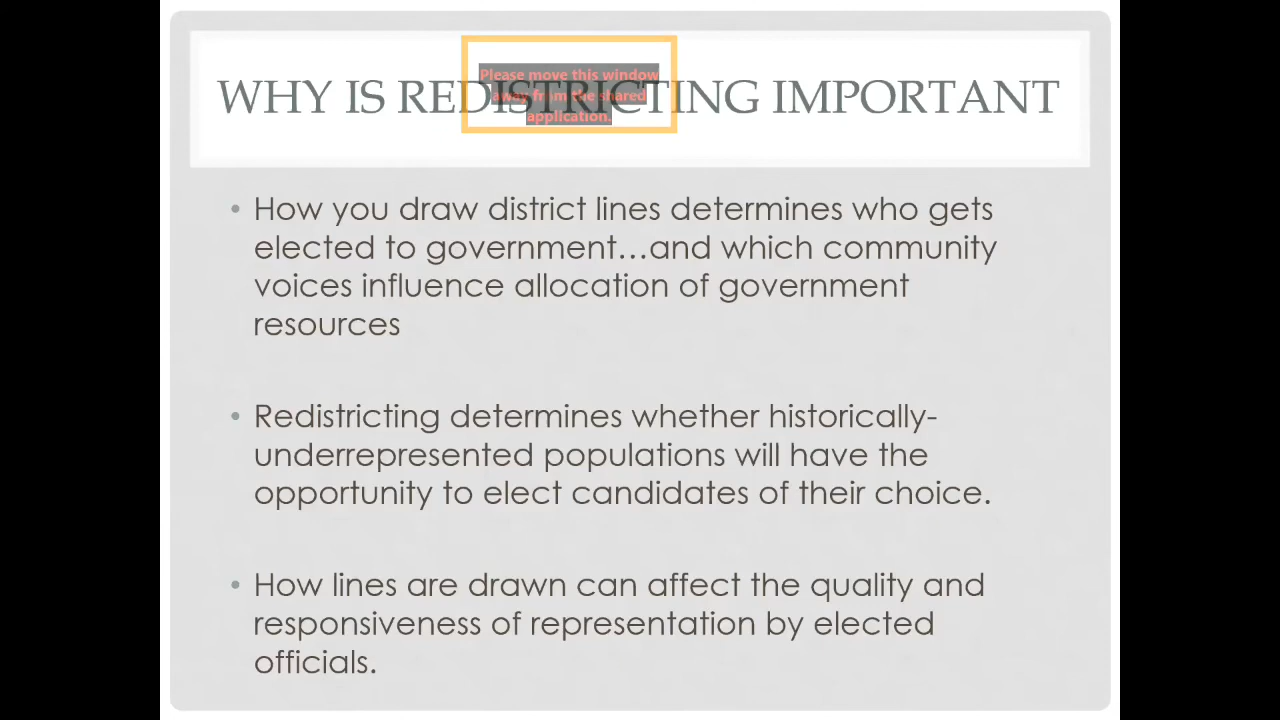 WHY IS REDISTRICTING IMPORTANT
Please move this window
away from the shared
application.
• How you draw district lines determines who gets
elected to government…and which community
voices influence allocation of government
resources
• Redistricting determines whether historically-
underrepresented populations will have the
opportunity to elect candidates of their choice.
• How lines are drawn can affect the quality and
responsiveness of representation by elected
officials.